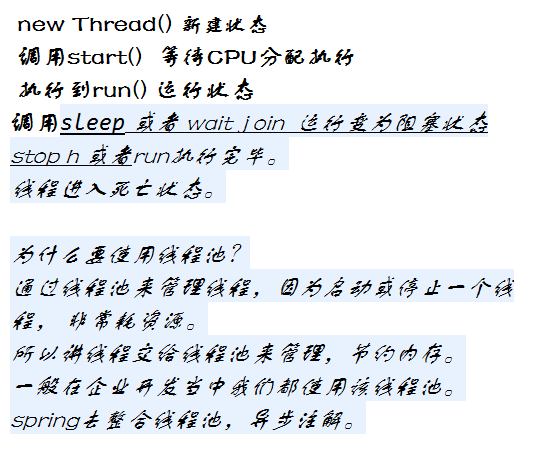 new Thread() 新建状态
调用start() 等待CPU分配执行
执行到run() 运行状态
调用sleep 或者 wait join 运行变为阻塞状态
stop h 或者run执行完毕。
线程进入死亡状态。
为什么要使用线程池?
通过线程池来管理线程，因为启动或停止一个线
程，非常耗资源。
所以讲线程交给线程池来管理，节约内存。
一般在企业开发当中我们都使用该线程池。
spring去整合线程池，异步注解。